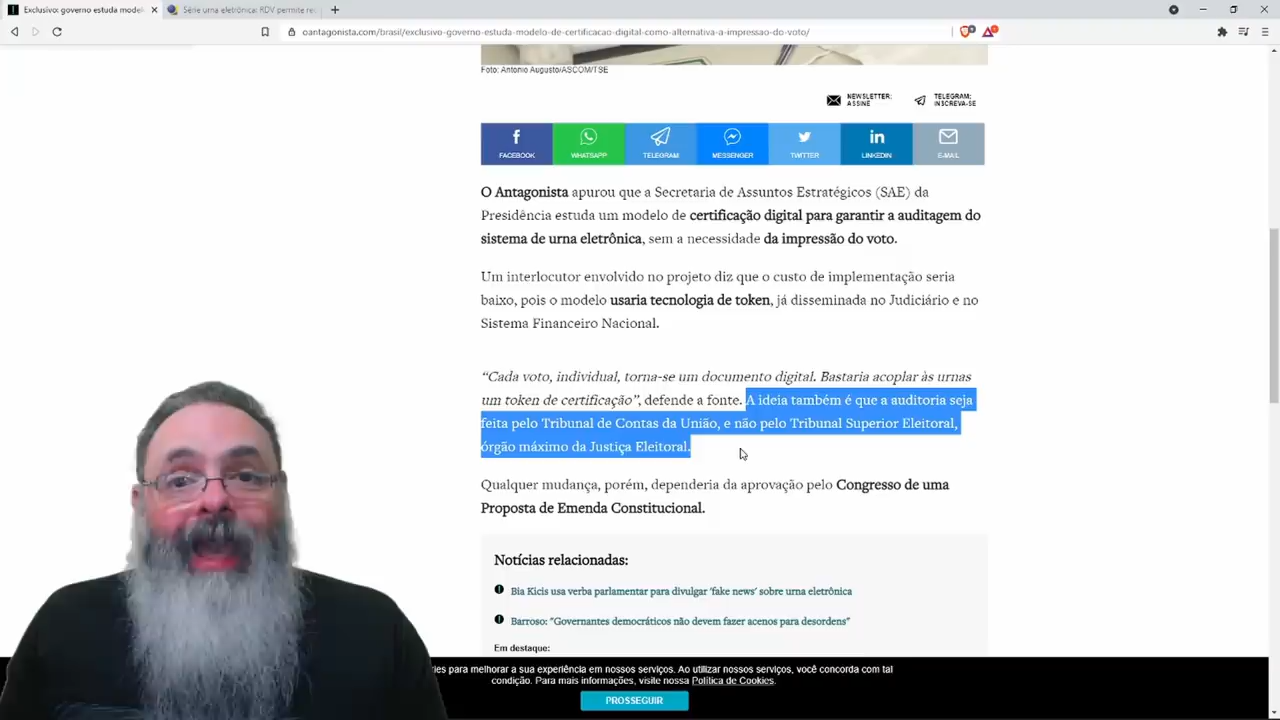 Exclusivo: governo estuda model
Série urna eletrônica: RDV permite rec
oantagonista.com/brasil/exclusivo-governo-estuda-modelo-de-certificacao-digital-como-alternativa-a-impressao-do-voto/
Foto: Antonio Augusto/ASCOM/TSE
NEWSLETTER:
ASSINE
TELEGRAM:
INSCREVA-SE
FACEBOOK
WHATSAPP
TELEGRAM
MESSENGER
TWITTER
LINKEDIN
E-MAIL
O Antagonista apurou que a Secretaria de Assuntos Estratégicos (SAE) da
Presidência estuda um modelo de certificação digital para garantir a auditagem do
sistema de urna eletrônica, sem a necessidade da impressão do voto.
Um interlocutor envolvido no projeto diz que o custo de implementação seria
baixo, pois o modelo usaria tecnologia de token, já disseminada no Judiciário e no
Sistema Financeiro Nacional.
“Cada voto, individual, torna-se um documento digital. Bastaria acoplar às urnas
um token de certificação”, defende a fonte. A ideia também é que a auditoria seja
feita pelo Tribunal de Contas da União, e não pelo Tribunal Superior Eleitoral,
órgão máximo da Justiça Eleitoral.
Qualquer mudança, porém, dependeria da aprovação pelo Congresso de uma
Proposta de Emenda Constitucional.
Notícias relacionadas:
Bia Kicis usa verba parlamentar para divulgar 'fake news' sobre urna eletrônica
Barroso: "Governantes democráticos não devem fazer acenos para desordens"
Em destaque:
kies para melhorar a sua experiência em nossos serviços. Ao utilizar nossos serviços, você concorda com tal
condição. Para mais informações, visite nossa Política de Cookies.
PROSSEGUIR